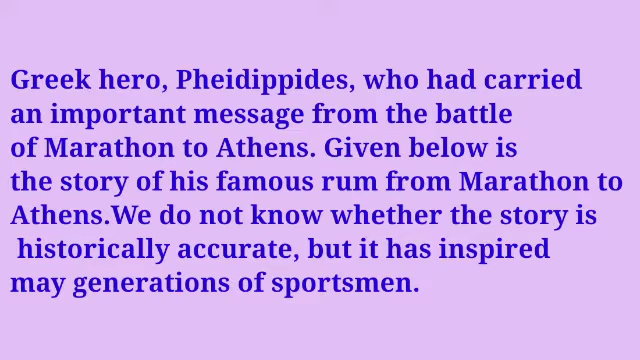 Greek hero, Pheidippides, who had carried
an important message from the battle
of Marathon to Athens. Given below is
the story of his famous rum from Marathon to
Athens.We do not know whether the story is
historically accurate, but it has inspired
may generations of sportsmen.